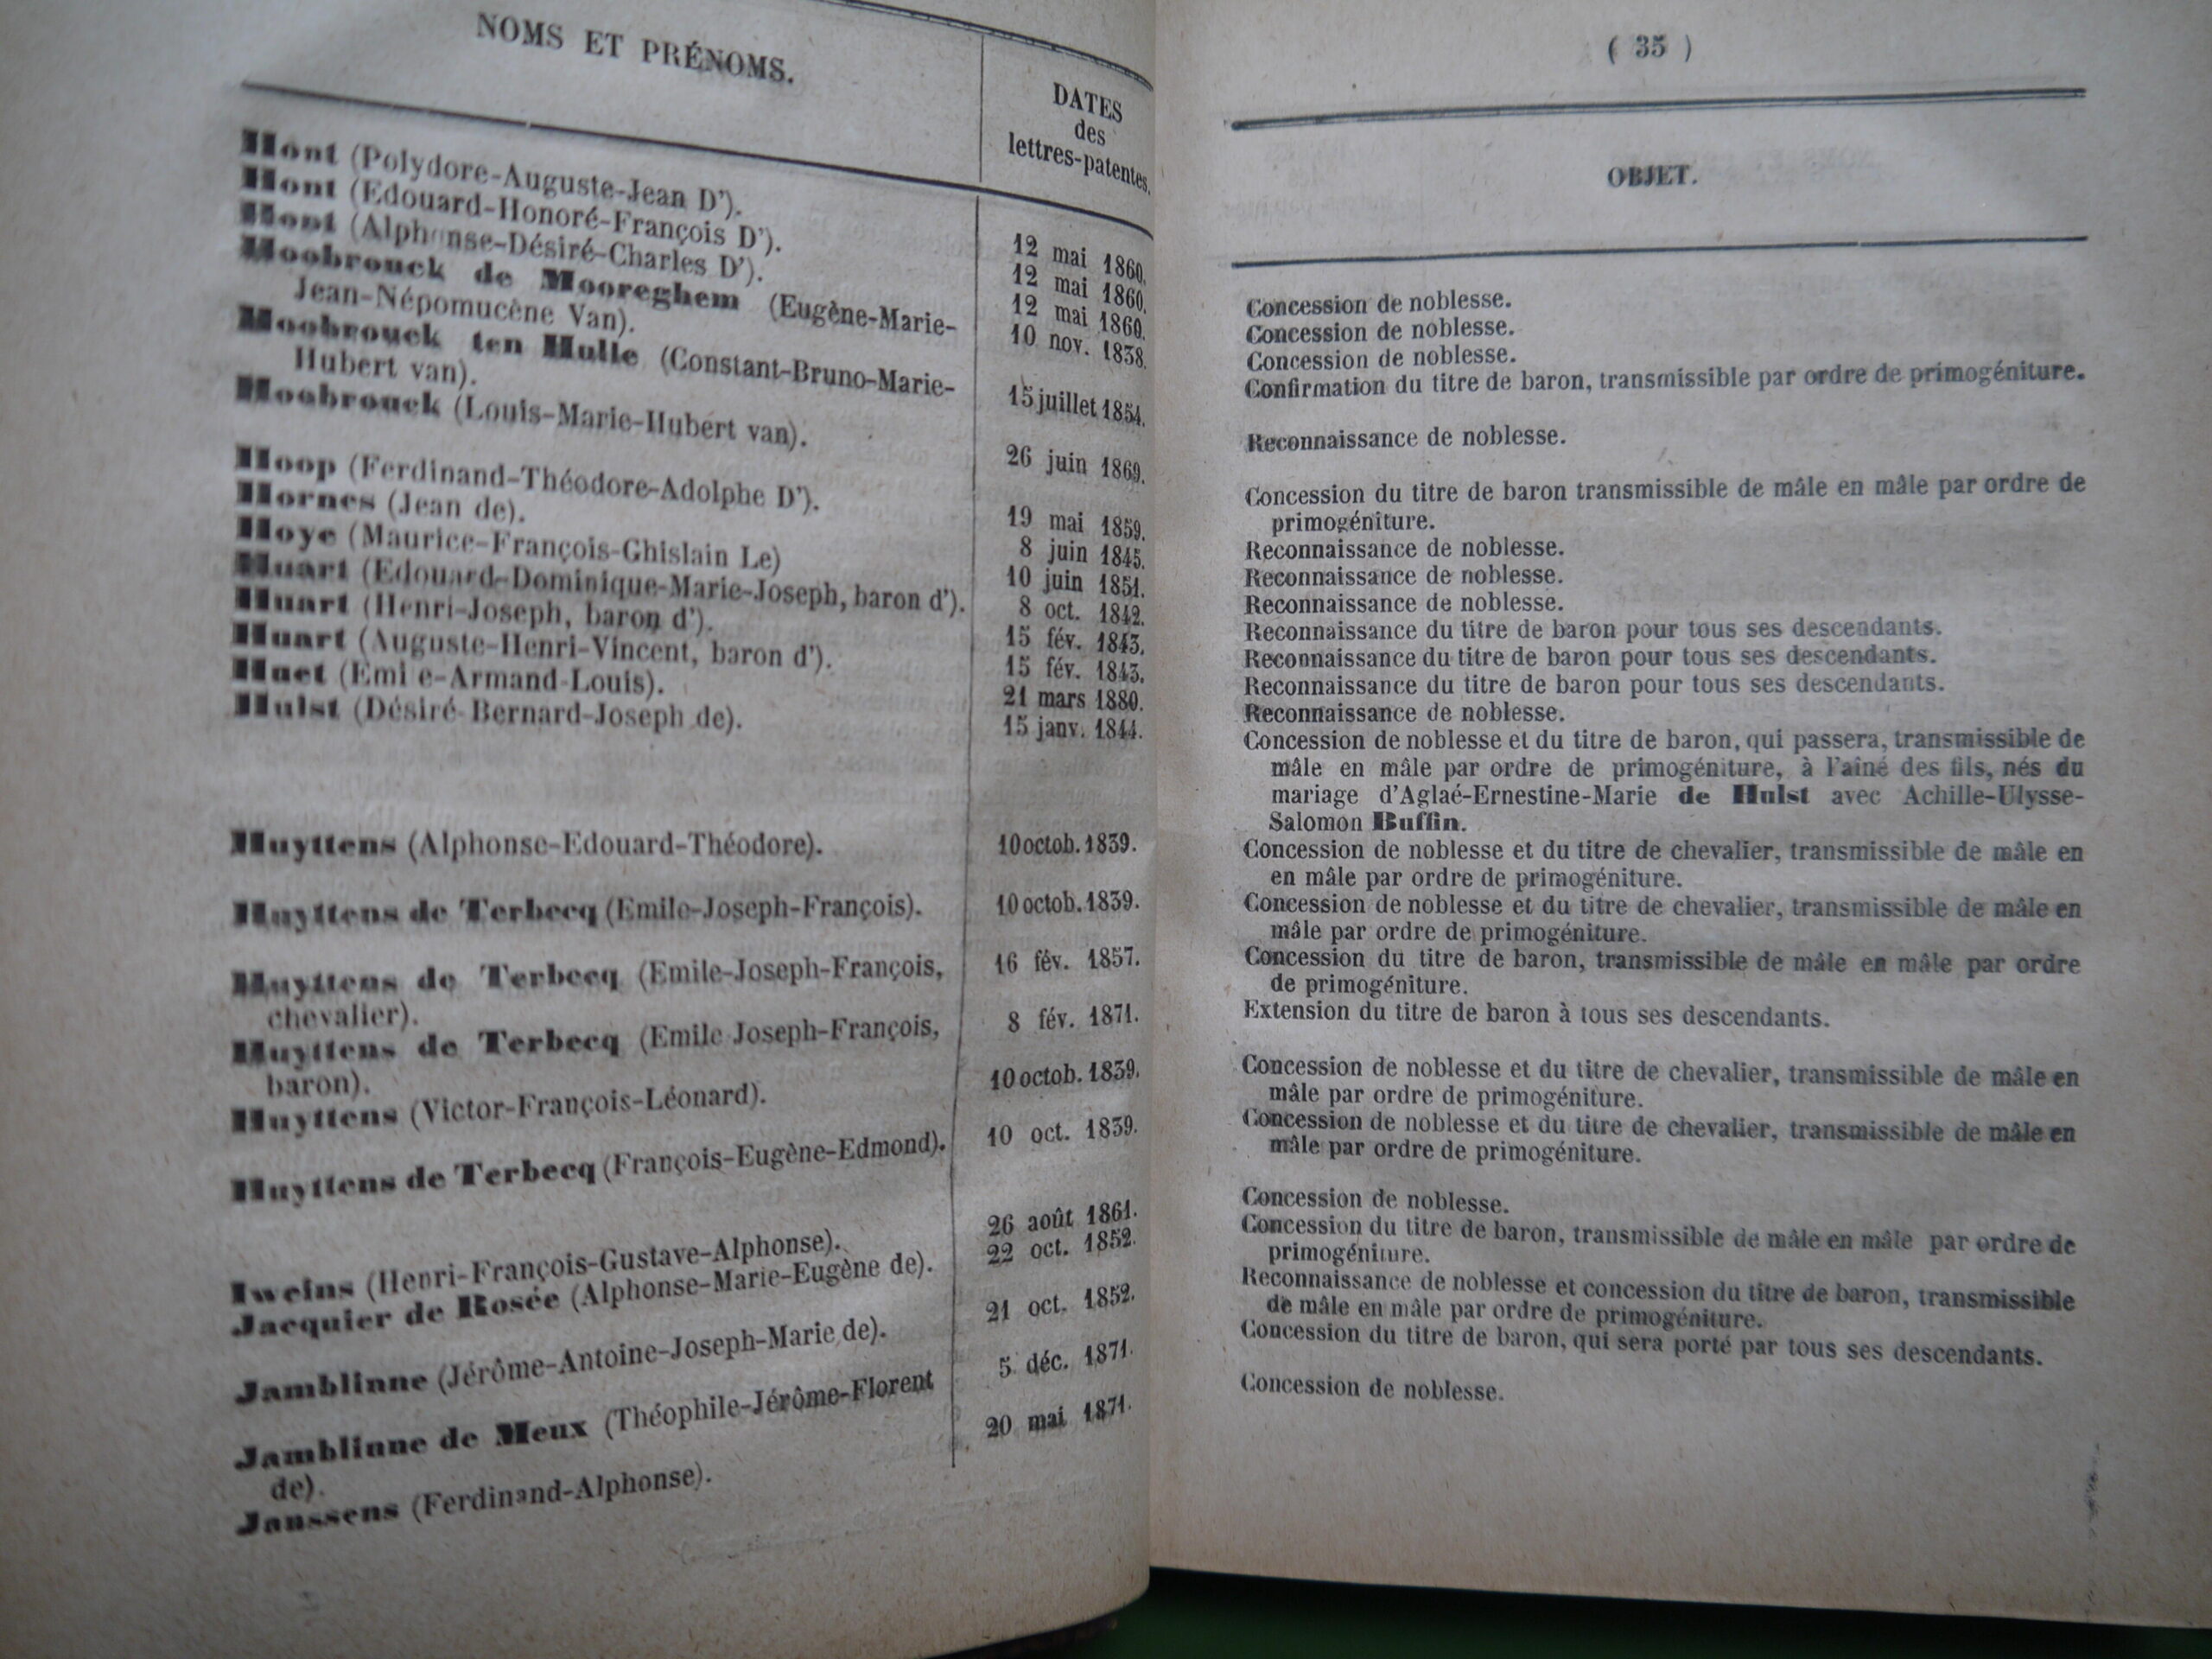 NOMS ET PRÉNOMS.
DATES
des
lettres-patentes.
Hont (Polydore-Auguste-Jean D').
12 mai 1860.
Hont (Edouard-Honoré-François D').
12 mai 1860.
Hont (Alphonse-Désiré-Charles D').
12 mai 1860.
Hoobrouck de Mooreghem (Eugène-Marie-
Jean-Népomucène Van).
10 nov. 1838.
Hoobrouck ten Hulle (Constant-Bruno-Marie-
Hubert van).
15 juillet 1854.
Hoobrouck (Louis-Marie-Hubert van).
26 juin 1869.
Hoop (Ferdinand-Théodore-Adolphe D').
19 mai 1859.
Hornes (Jean de).
8 juin 1845.
Hoye (Maurice-François-Ghislain Le)
10 juin 1851.
Huart (Edouard-Dominique-Marie-Joseph, baron d').
8 oct. 1842.
Huart (Henri-Joseph, baron d').
15 fév. 1843.
Huart (Auguste-Henri-Vincent, baron d').
15 fév. 1843.
Huet (Emi e-Armand-Louis).
21 mars 1880.
Hulst (Désiré-Bernard-Joseph de).
15 janv. 1844.
Huyttens (Alphonse-Edouard-Théodore).
10 octob. 1839.
Huyttens de Terbecq (Emile-Joseph-François).
10 octob. 1839.
Huyttens de Terbecq (Emile-Joseph-François,
chevalier).
16 fév. 1857.
Huyttens de Terbecq (Emile Joseph-François,
baron).
8 fév. 1871.
Huyttens (Victor-François-Léonard).
10 octob. 1839.
Huyttens de Terbecq (François-Eugène-Edmond).
10 oct. 1839.
Iweins (Henri-François-Gustave-Alphonse).
26 août 1861.
Jacquier de Rosée (Alphonse-Marie-Eugène de).
22 oct. 1852.
Jamblinne (Jérôme-Antoine-Joseph-Marie de).
21 oct. 1852.
Jamblinne de Meux (Théophile-Jérôme-Florent
de).
5 déc. 1871.
Janssens (Ferdinand-Alphonse).
20 mai 1871.
( 35 )
OBJET.
Concession de noblesse.
Concession de noblesse.
Concession de noblesse.
Confirmation du titre de baron, transmissible par ordre de primogéniture.
Reconnaissance de noblesse.
Concession du titre de baron transmissible de mâle en mâle par ordre de
primogéniture.
Reconnaissance de noblesse.
Reconnaissance de noblesse.
Reconnaissance de noblesse.
Reconnaissance du titre de baron pour tous ses descendants.
Reconnaissance du titre de baron pour tous ses descendants.
Reconnaissance du titre de baron pour tous ses descendants.
Reconnaissance de noblesse.
Concession de noblesse et du titre de baron, qui passera, transmissible de
mâle en mâle par ordre de primogéniture, à l'aîné des fils, nés du
mariage d'Aglaé-Ernestine-Marie de Hulst avec Achille-Ulysse-
Salomon Buffin.
Concession de noblesse et du titre de chevalier, transmissible de mâle en
en mâle par ordre de primogéniture.
Concession de noblesse et du titre de chevalier, transmissible de mâle en
mâle par ordre de primogéniture.
Concession du titre de baron, transmissible de mâle en mâle par ordre
de primogéniture.
Extension du titre de baron à tous ses descendants.
Concession de noblesse et du titre de chevalier, transmissible de mâle en
mâle par ordre de primogéniture.
Concession de noblesse et du titre de chevalier, transmissible de mâle en
mâle par ordre de primogéniture.
Concession de noblesse.
Concession du titre de baron, transmissible de mâle en mâle par ordre de
primogéniture.
Reconnaissance de noblesse et concession du titre de baron, transmissible
de mâle en mâle par ordre de primogéniture.
Concession du titre de baron, qui sera porté par tous ses descendants.
Concession de noblesse.